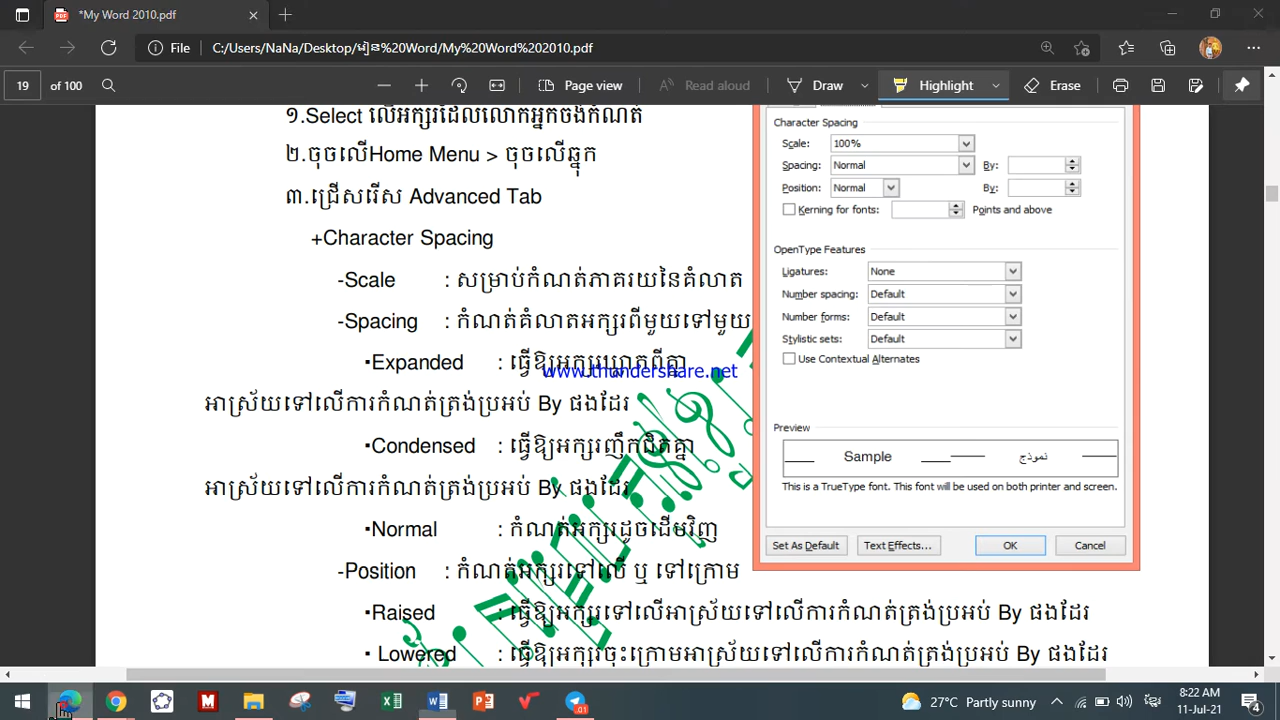 *My Word 2010.pdf
File C:/Users/NaNa/Desktop/រៀន%20Word/My%20Word%202010.pdf
19 of 100 Page view Read aloud Draw Highlight Erase
១.Select លើអក្សរដែលលោកអ្នកចង់កំណត់
២.ចុចលើHome Menu > ចុចលើឆ្នុក
៣.ជ្រើសរើស Advanced Tab
+Character Spacing
-Scale : សម្រាប់កំណត់ភាគរយនៃគំលាត
-Spacing : កំណត់គំលាតអក្សរពីមួយទៅមួយ
▪Expanded : ធ្វើឱ្យអក្សរឃ្លាតពីគ្នា
www.thundershare.net
អាស្រ័យទៅលើការកំណត់ត្រង់ប្រអប់ By ផងដែរ
▪Condensed : ធ្វើឱ្យអក្សរញឹកជិតគ្នា
អាស្រ័យទៅលើការកំណត់ត្រង់ប្រអប់ By ផងដែរ
▪Normal : កំណត់អក្សរដូចដើមវិញ
-Position : កំណត់អក្សរទៅលើ ឬ ទៅក្រោម
▪Raised : ធ្វើឱ្យអក្សរទៅលើអាស្រ័យទៅលើការកំណត់ត្រង់ប្រអប់ By ផងដែរ
▪ Lowered : ធ្វើឱ្យអក្សរចុះក្រោមអាស្រ័យទៅលើការកំណត់ត្រង់ប្រអប់ By ផងដែរ
Character Spacing
Scale: 100%
Spacing: Normal By:
Position: Normal By:
Kerning for fonts: Points and above
OpenType Features
Ligatures: None
Number spacing: Default
Number forms: Default
Stylistic sets: Default
Use Contextual Alternates
Preview
Sample نموذج
This is a TrueType font. This font will be used on both printer and screen.
Set As Default Text Effects... OK Cancel
27°C Partly sunny 8:22 AM
11-Jul-21 4